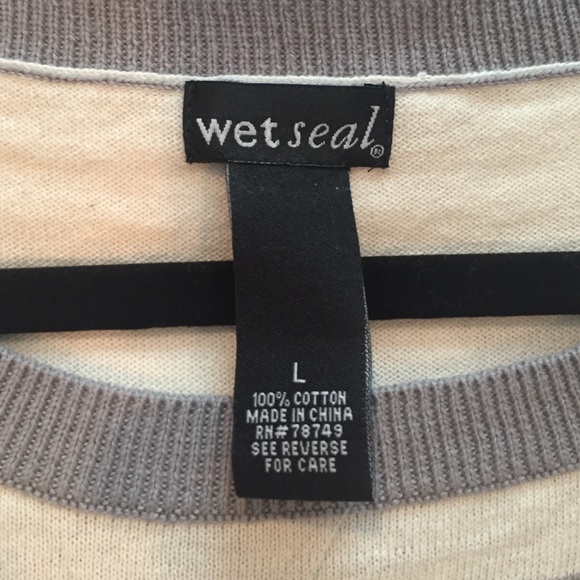 wet seal®
L
100% COTTON
MADE IN CHINA
RN#78749
SEE REVERSE
FOR CARE